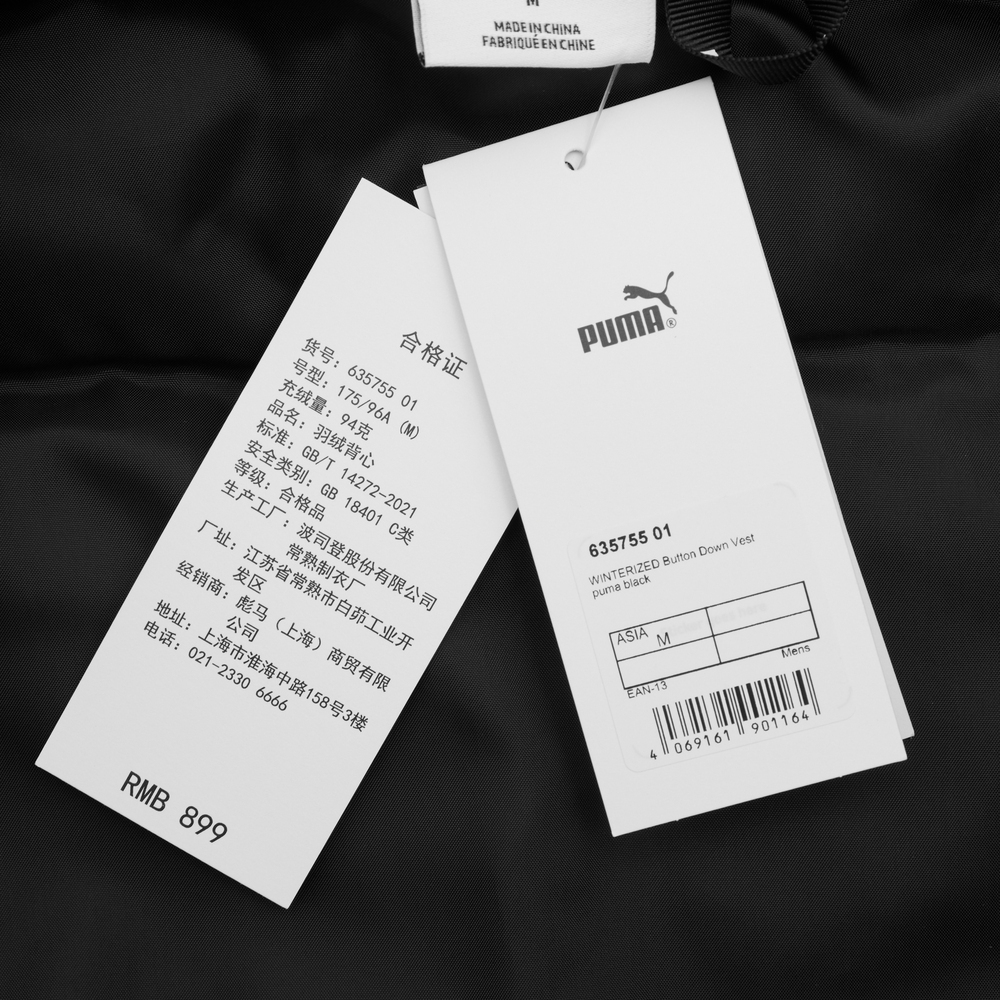 M
MADE IN CHINA
FABRIQUÉ EN CHINE
合格证
货号: 635755 01
号型: 175/96A (M)
充绒量: 94克
品名: 羽绒背心
标准: GB/T 14272-2021
安全类别: GB 18401 C类
等级: 合格品
生产工厂: 波司登股份有限公司
常熟制衣厂
厂址: 江苏省常熟市白茆工业开
发区
经销商: 彪马（上海）商贸有限
公司
地址: 上海市淮海中路158号3楼
电话: 021-2330 6666
RMB 899
PUMA®
635755 01
WINTERIZED Button Down Vest
puma black
ASIA M
Mens
EAN-13
4 069161 901164